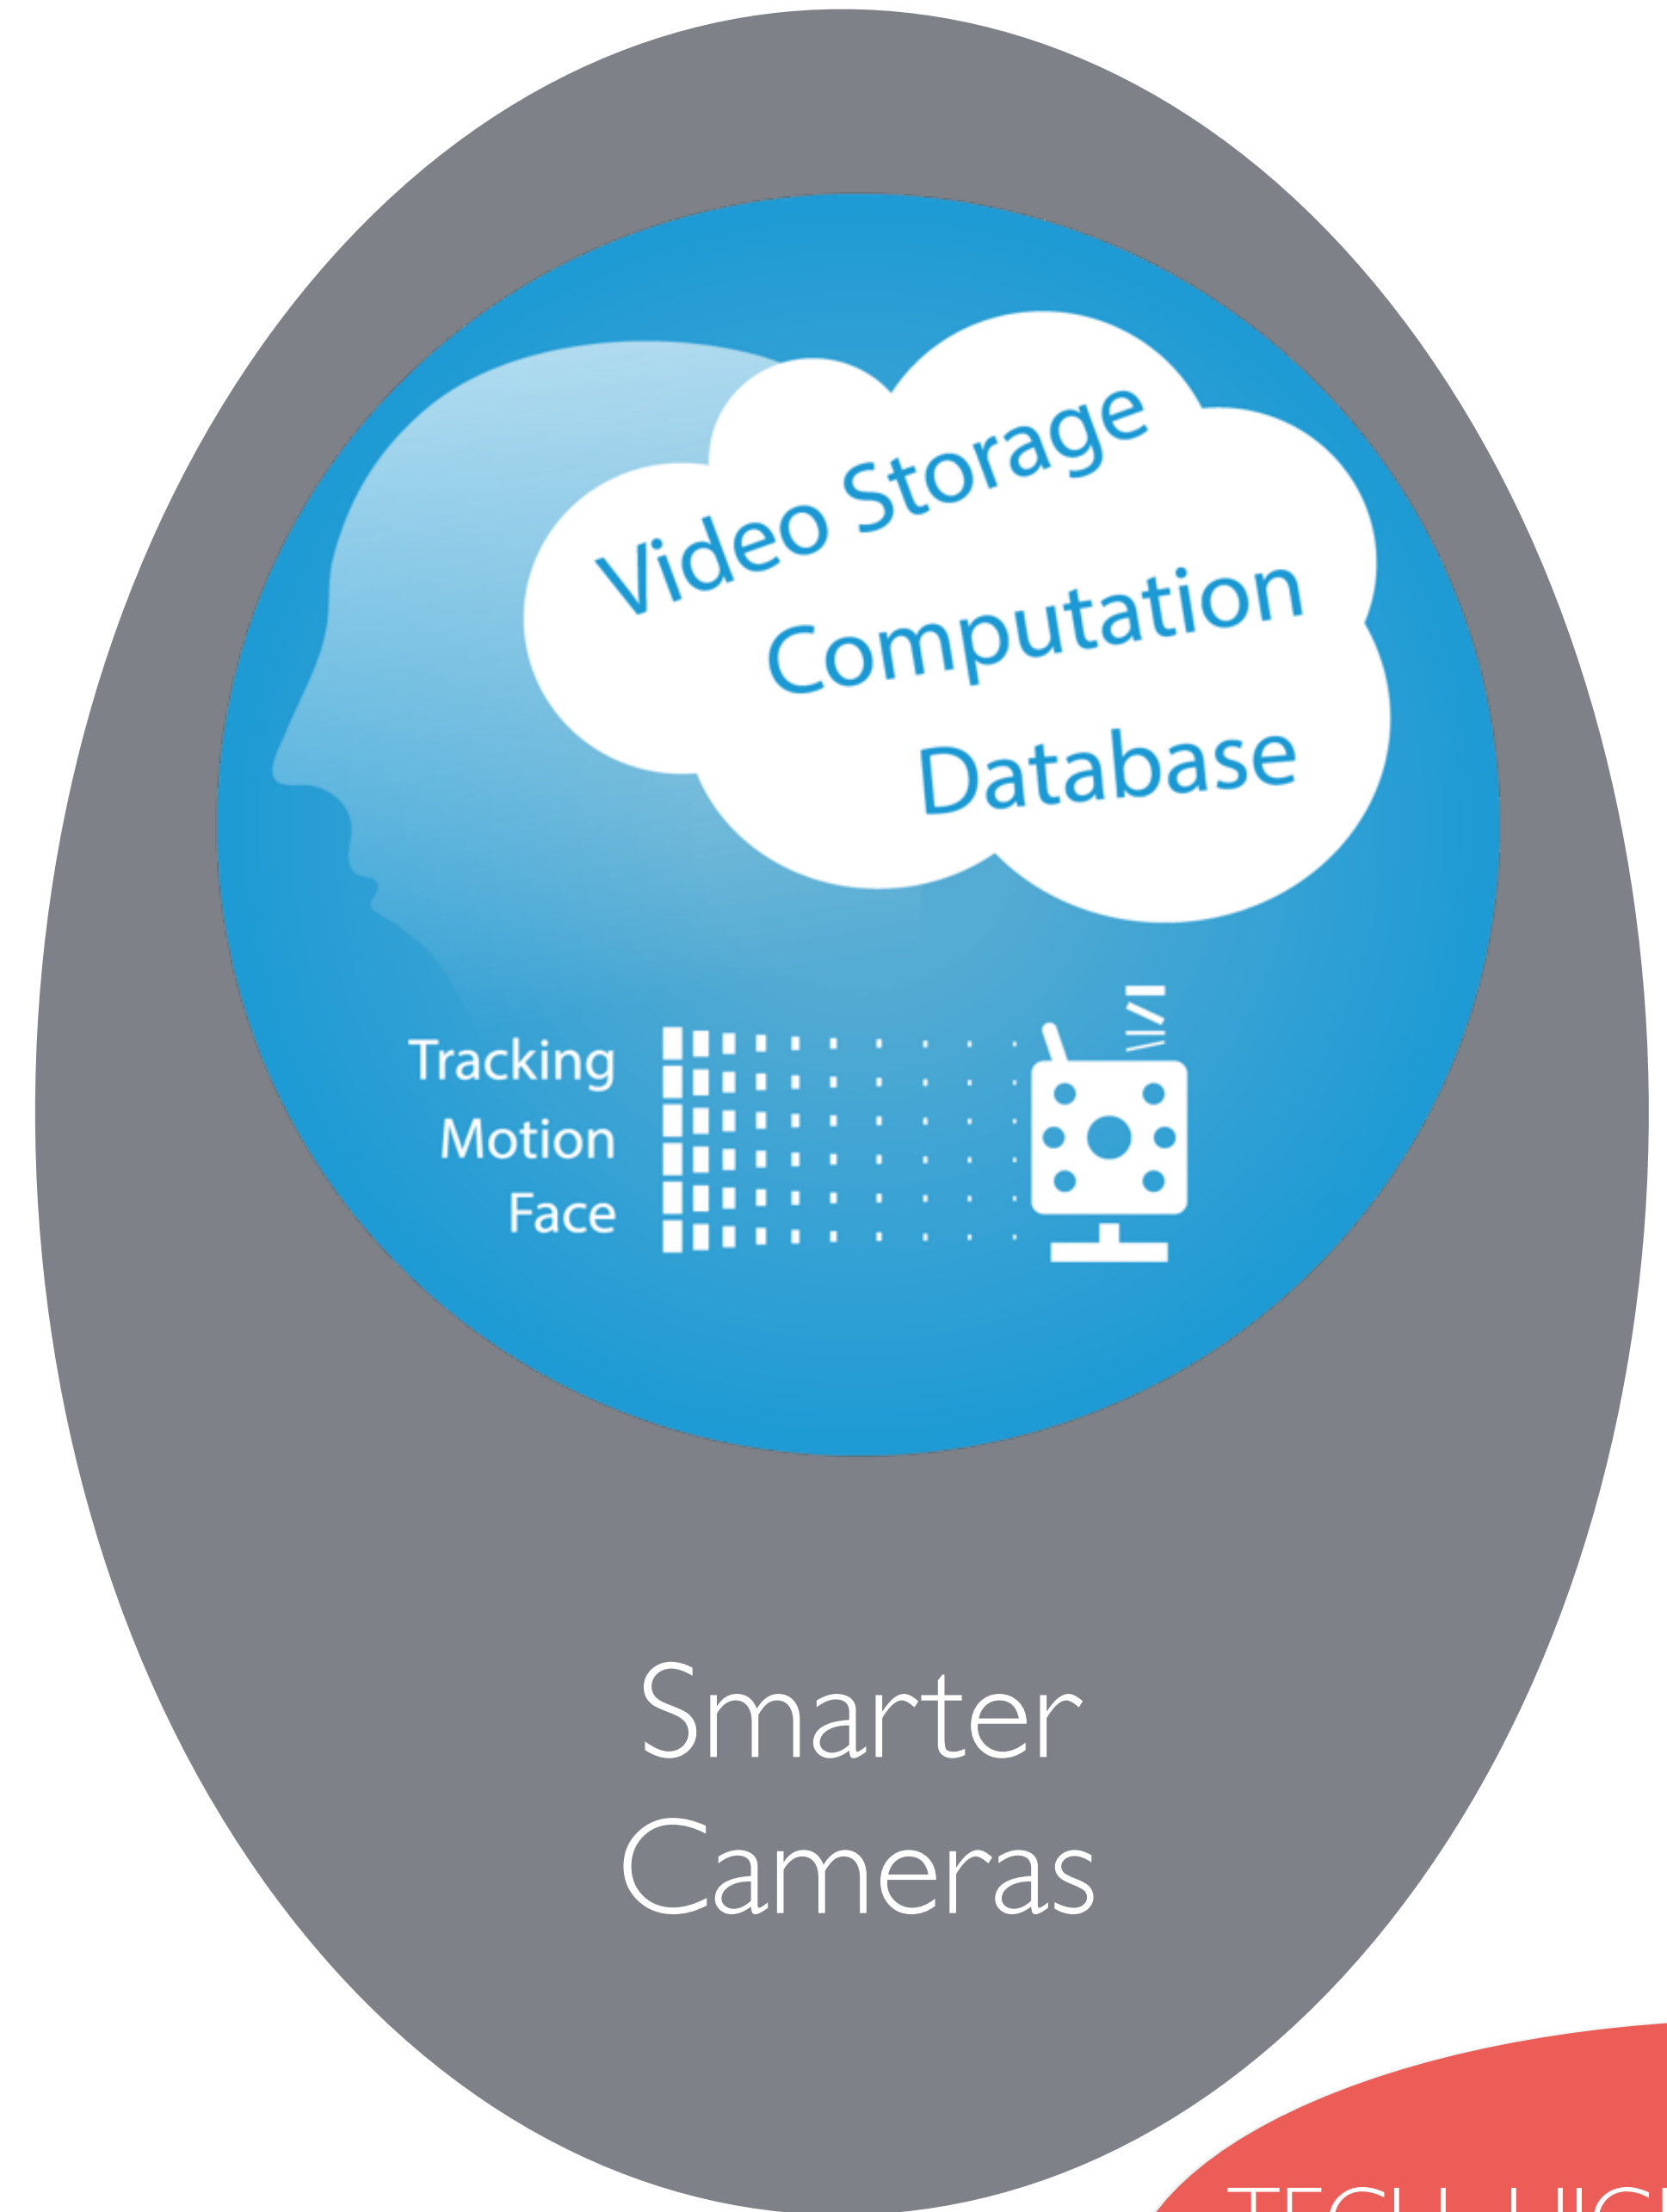 Video Storage
Computation
Database
Tracking
Motion
Face
Smarter
Cameras